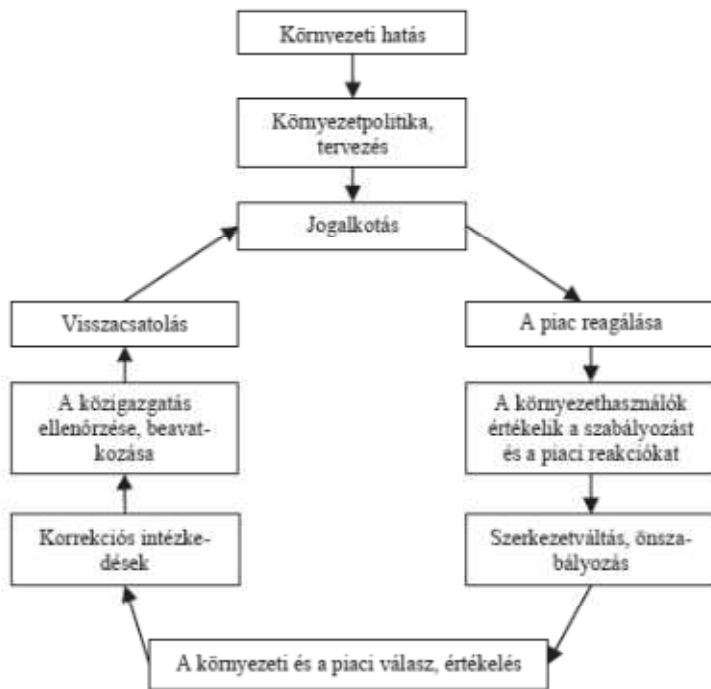 Környezeti hatás
Környezetpolitika,
tervezés
Jogalkotás
Visszacsatolás
A piac reagálása
A közigazgatás
ellenőrzése, beavat-
kozása
A környezethasználók
értékelik a szabályozást
és a piaci reakciókat
Korrekciós intézke-
dések
Szerkezetváltás, önsza-
bályozás
A környezeti és a piaci válasz, értékelés